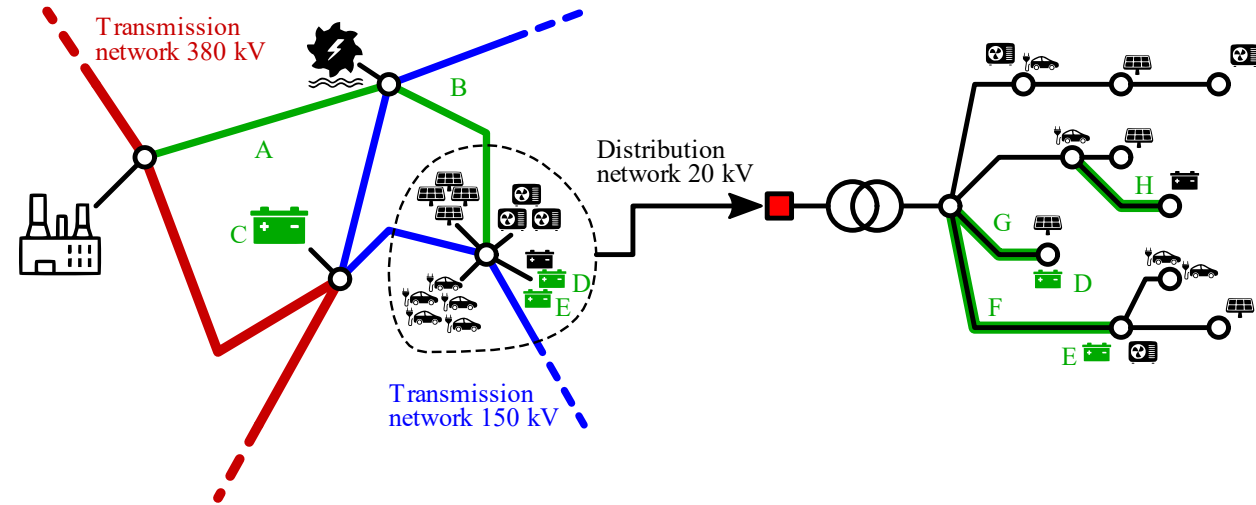 Transmission
network 380 kV
A
B
C
D
E
Transmission
network 150 kV
Distribution
network 20 kV
H
G
D
F
E